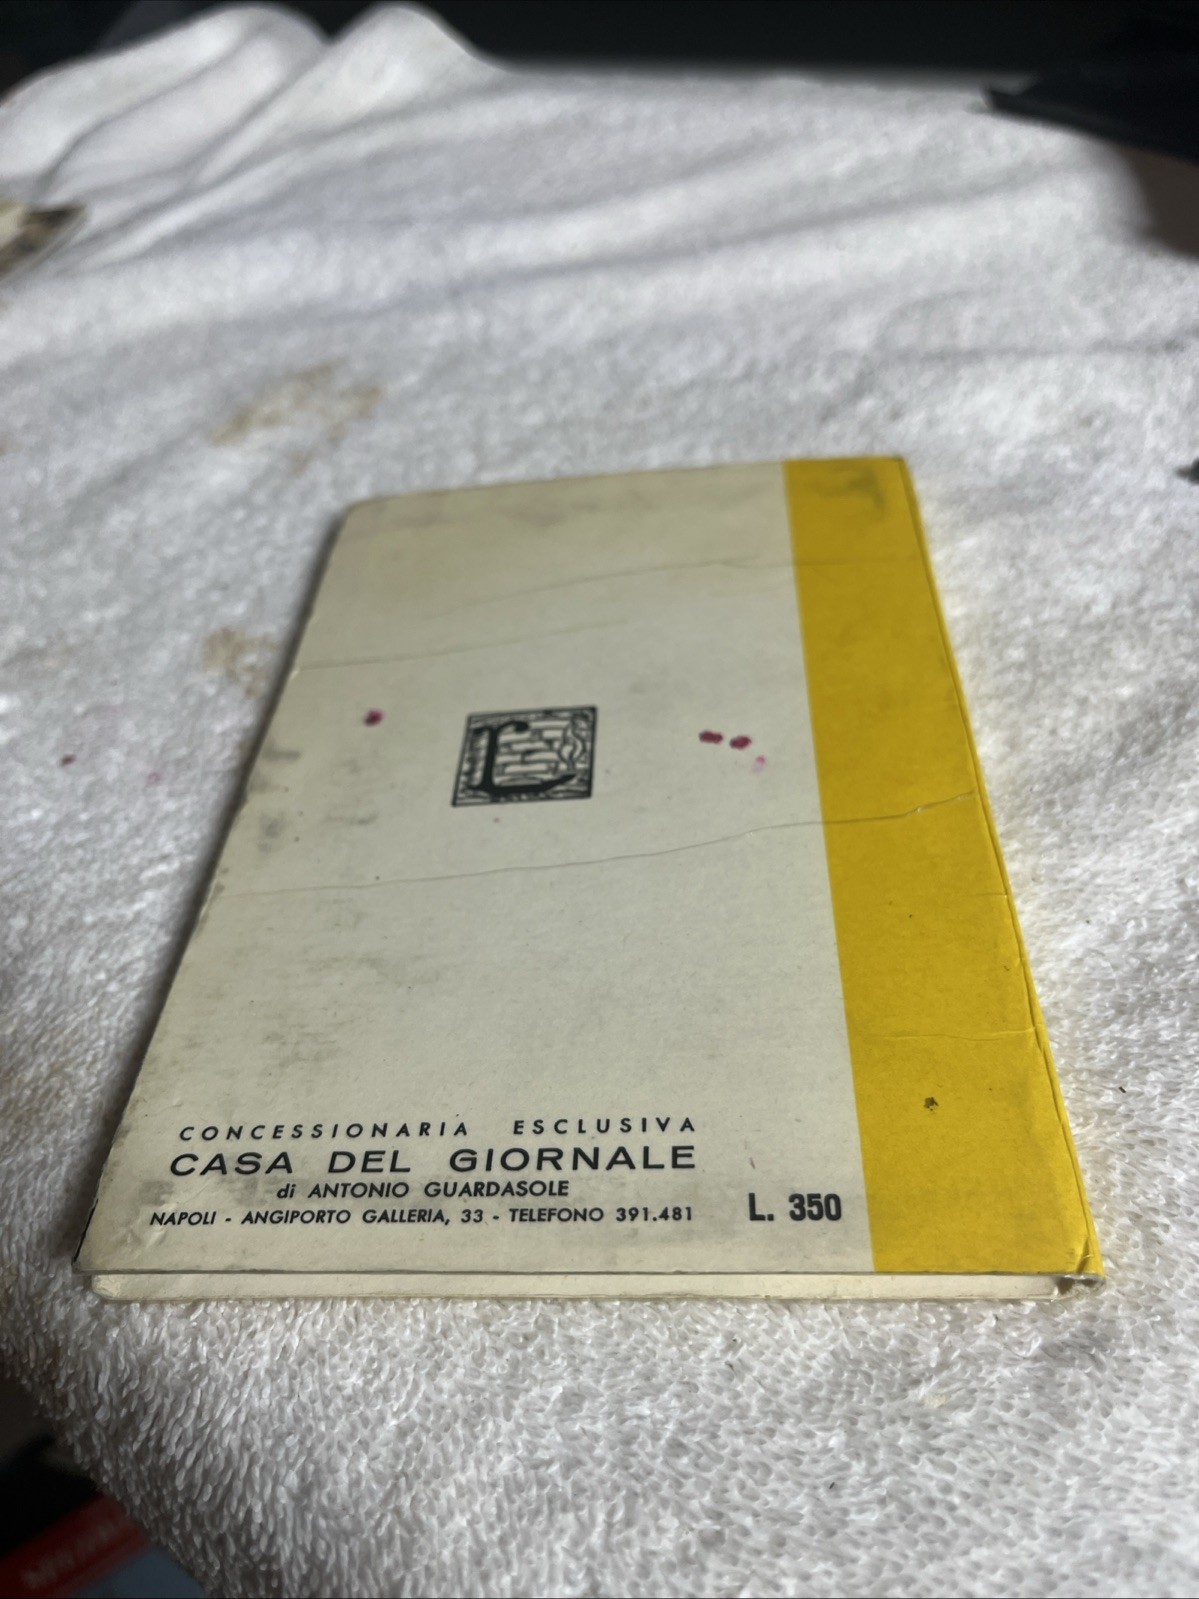 L
CONCESSIONARIA ESCLUSIVA
CASA DEL GIORNALE
di ANTONIO GUARDASOLE
NAPOLI - ANGIPORTO GALLERIA, 33 - TELEFONO 391.481
L. 350